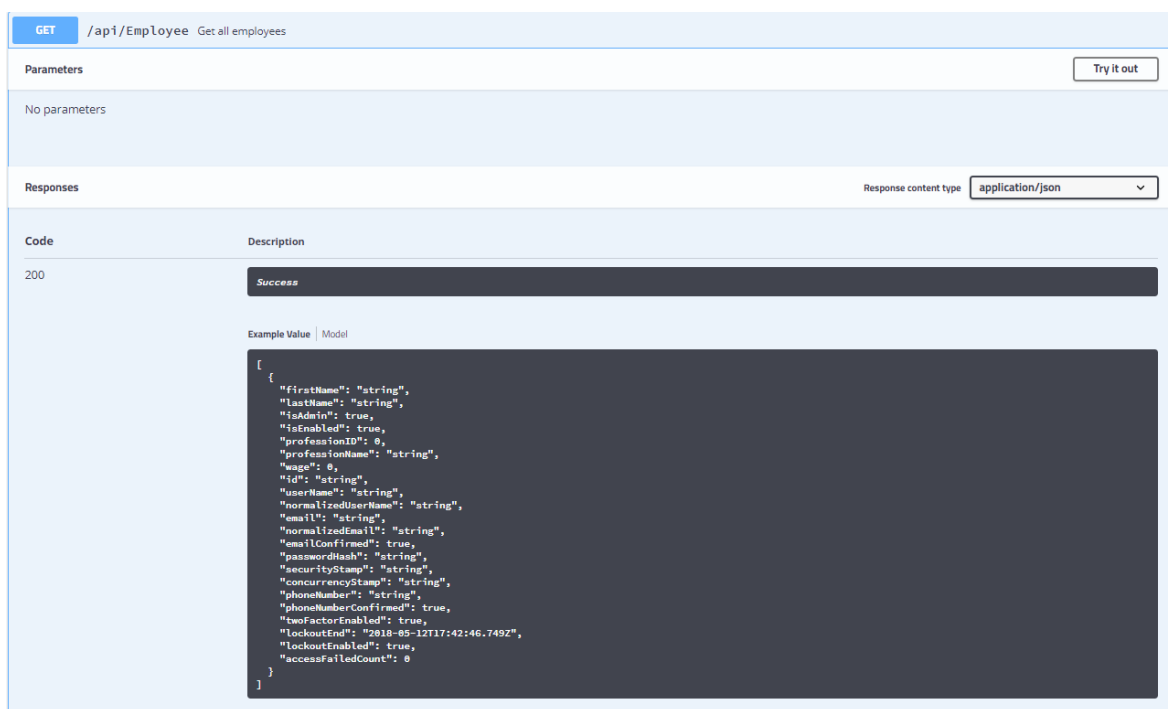 GET /api/Employee Get all employees
Parameters Try it out
No parameters
Responses Response content type application/json
Code Description
200 Success
Example Value Model
[
  {
    "firstName": "string",
    "lastName": "string",
    "isAdmin": true,
    "isEnabled": true,
    "professionID": 0,
    "professionName": "string",
    "wage": 0,
    "id": "string",
    "userName": "string",
    "normalizedUserName": "string",
    "email": "string",
    "normalizedEmail": "string",
    "emailConfirmed": true,
    "passwordHash": "string",
    "securityStamp": "string",
    "concurrencyStamp": "string",
    "phoneNumber": "string",
    "phoneNumberConfirmed": true,
    "twoFactorEnabled": true,
    "lockoutEnd": "2018-05-12T17:42:46.749Z",
    "lockoutEnabled": true,
    "accessFailedCount": 0
  }
]